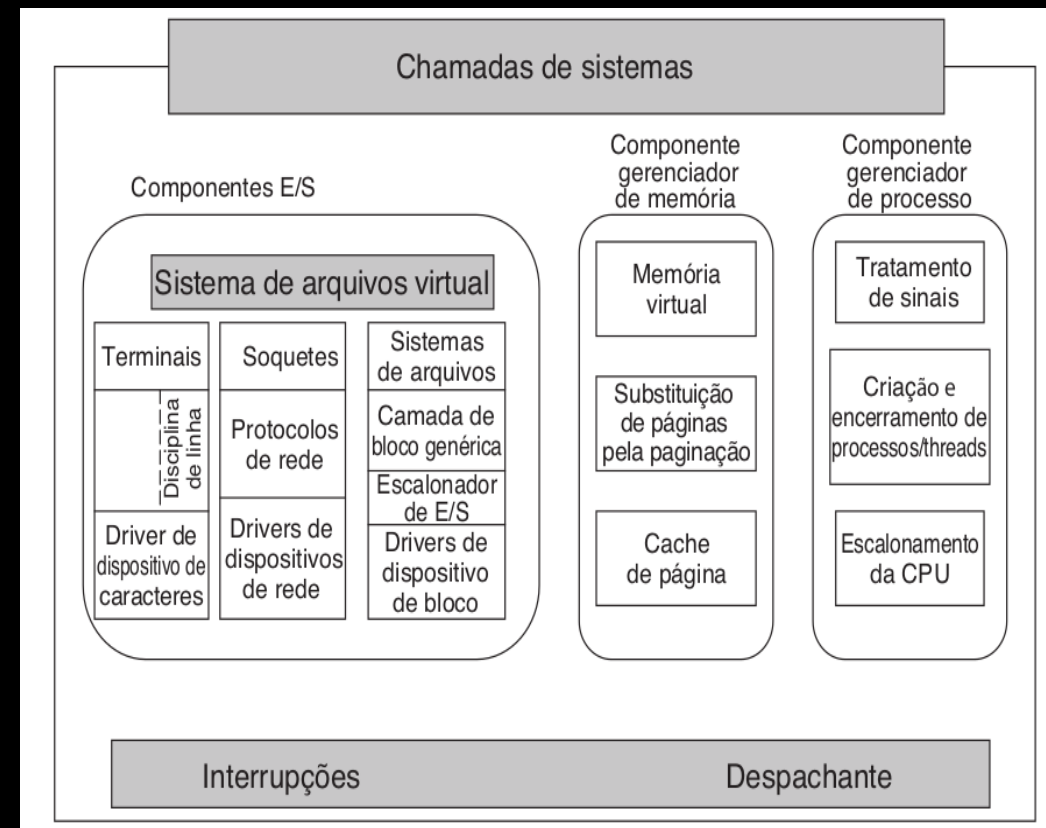 Chamadas de sistemas
Componentes E/S
Sistema de arquivos virtual
Terminais
Disciplina
de linha
Driver de
dispositivo de
caracteres
Soquetes
Protocolos
de rede
Drivers de
dispositivos
de rede
Sistemas
de arquivos
Camada de
bloco genérica
Escalonador
de E/S
Drivers de
dispositivo
de bloco
Componente
gerenciador
de memória
Memória
virtual
Substituição
de páginas
pela paginação
Cache
de página
Componente
gerenciador
de processo
Tratamento
de sinais
Criação e
encerramento de
processos/threads
Escalonamento
da CPU
Interrupções
Despachante